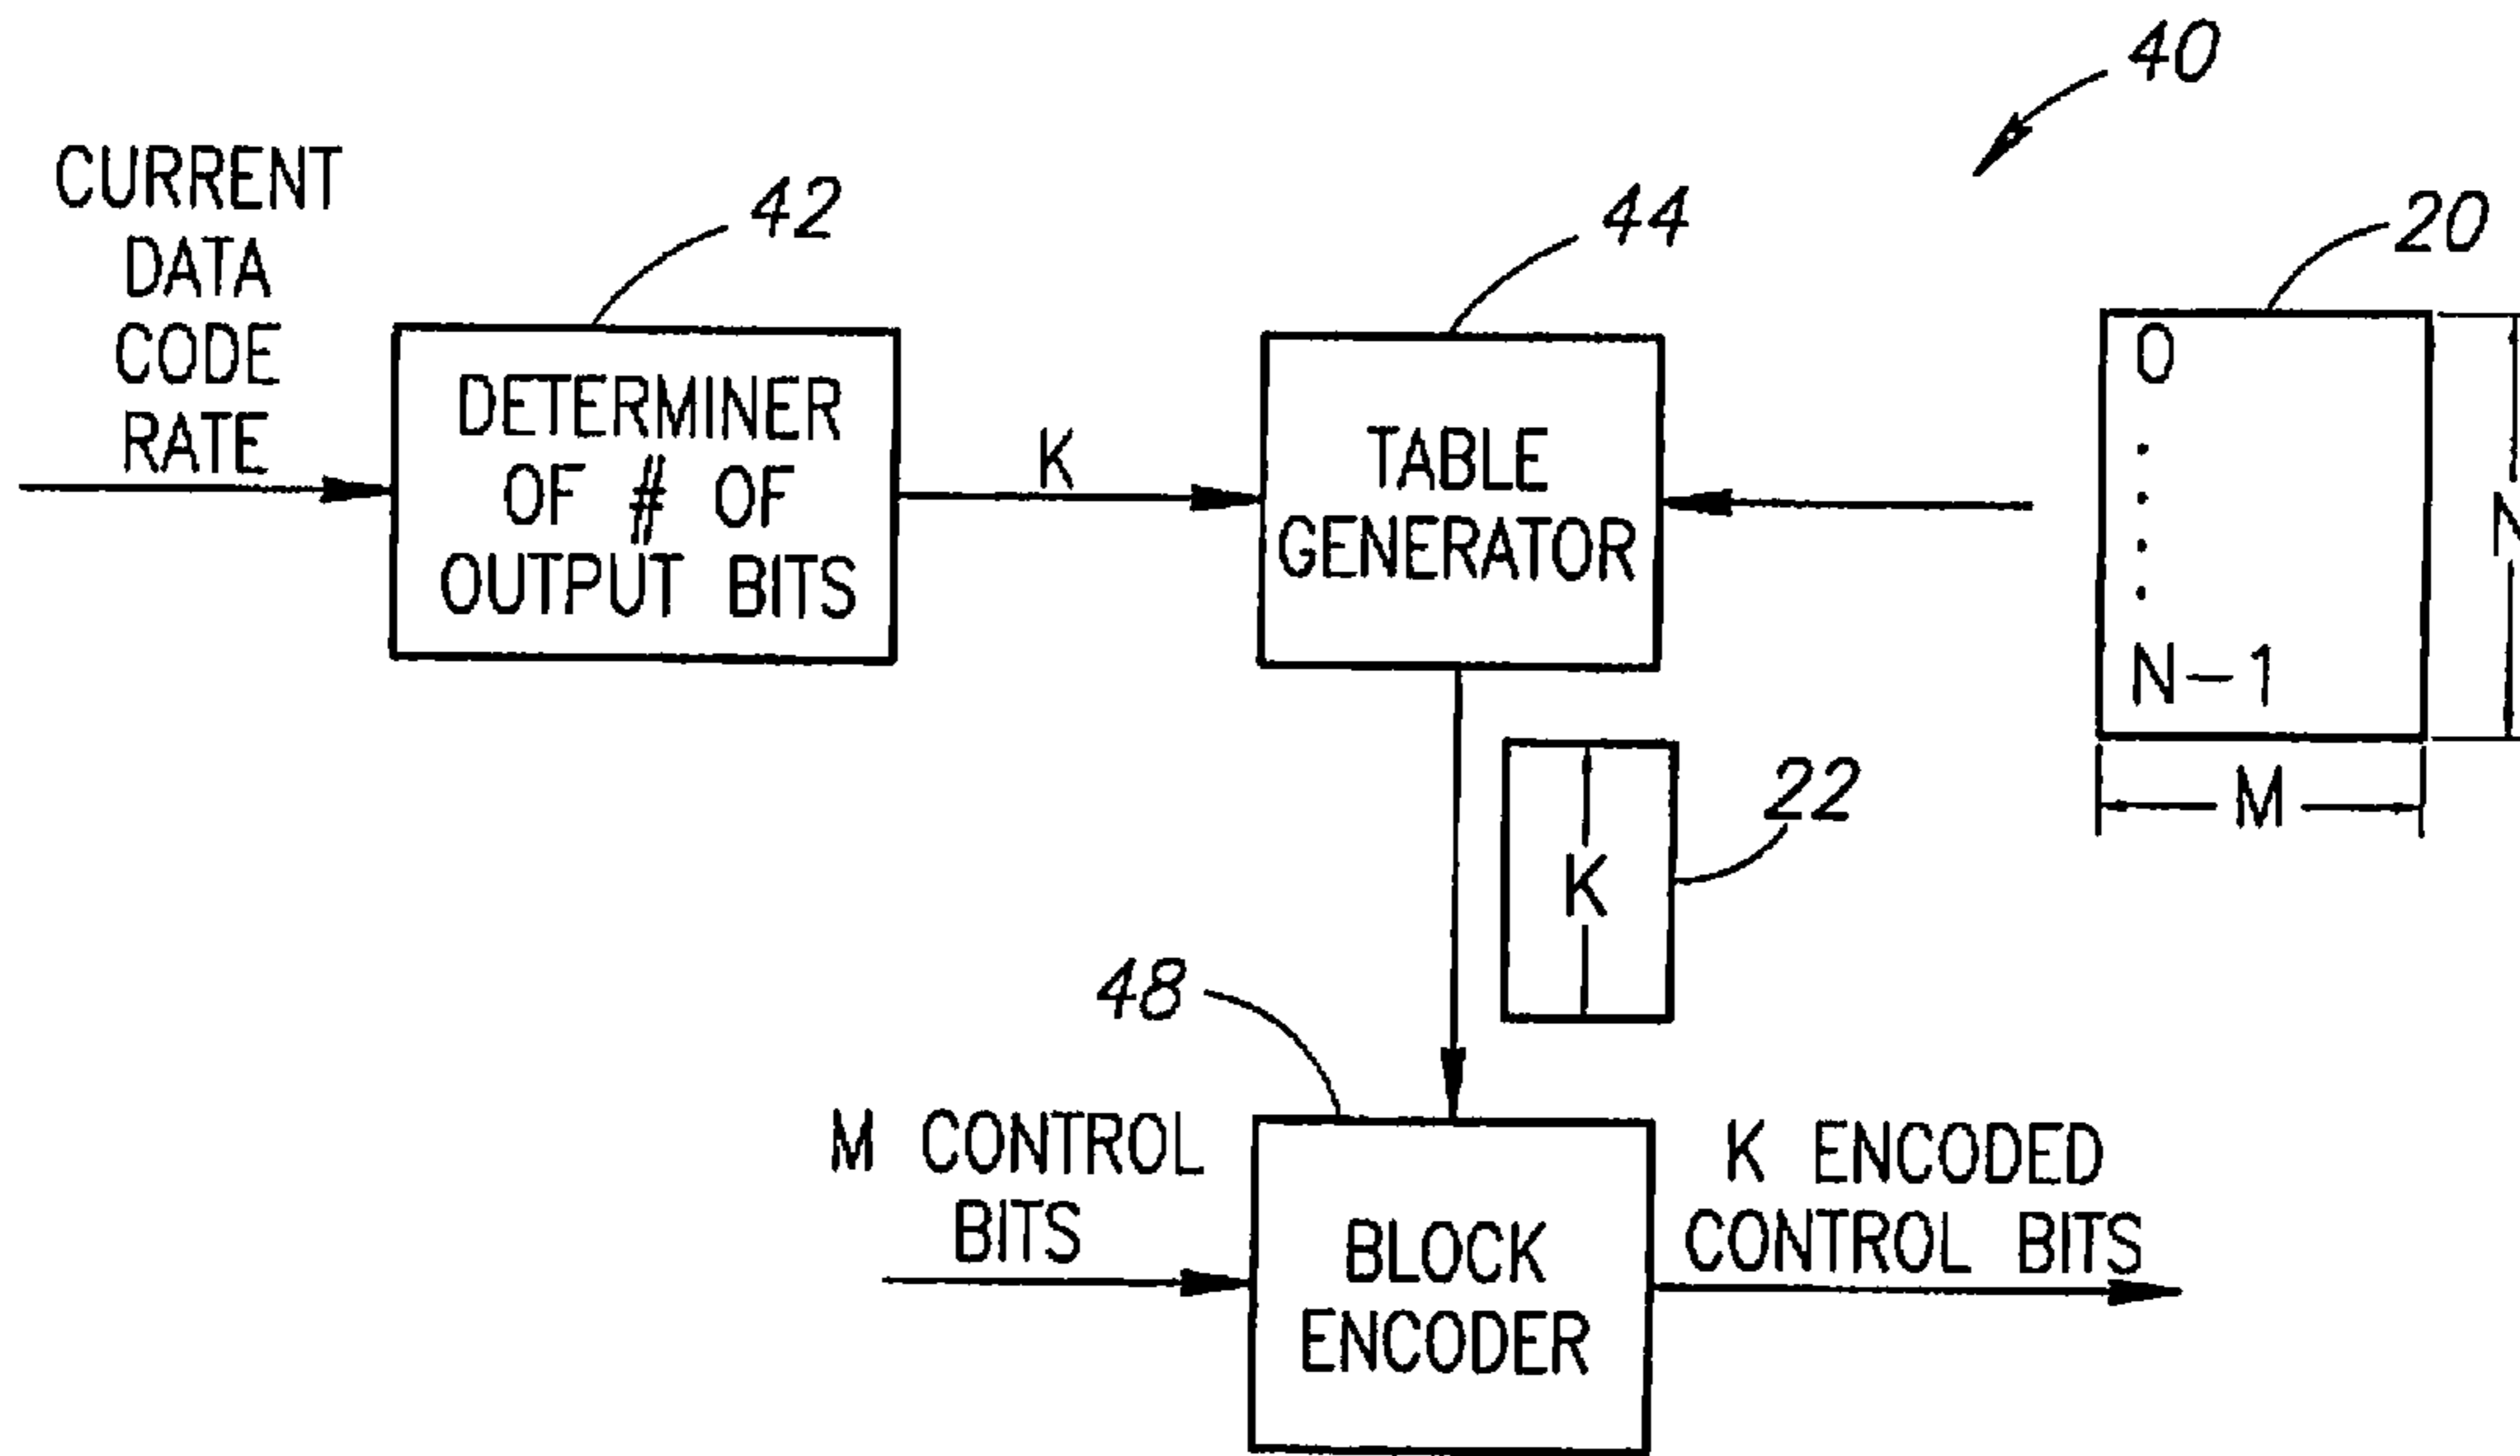 40
CURRENT
DATA
CODE
RATE
42
44
20
DETERMINER
OF # OF
OUTPUT BITS
K
TABLE
GENERATOR
0
N-1
M
K
22
48
M CONTROL
BITS
BLOCK
ENCODER
K ENCODED
CONTROL BITS